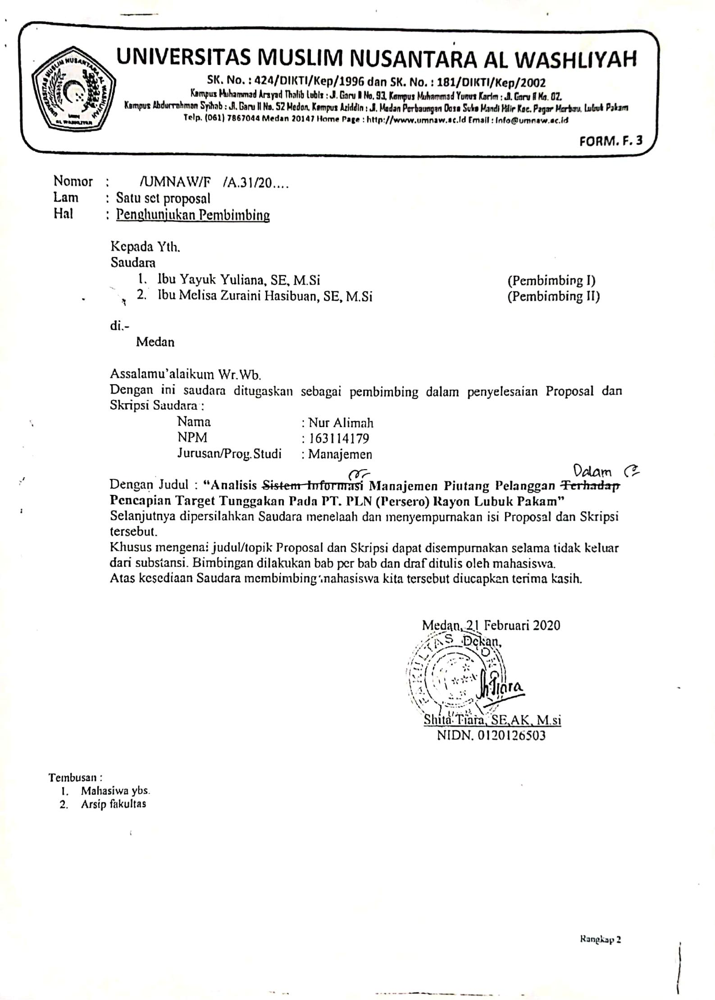 UNIVERSITAS MUSLIM NUSANTARA AL WASHLIYAH
SK. No. : 424/DIKTI/Kep/1996 dan SK. No. : 181/DIKTI/Kep/2002
Kampus Muhammad Arsyad Thalib Lubis : Jl. Garu II No. 93, Kampus Muhammad Yunus Karim : Jl. Garu II No. 02,
Kampus Abdurrahman Syihab : Jl. Garu II No. 52 Medan, Kampus Aziddin : Jl. Medan Perbaungan Desa Suka Mandi Hilir Kec. Pagar Merbau, Lubuk Pakam
Telp. (061) 7867044 Medan 20147 Home Page : http://www.umnaw.ac.id Email : info@umnaw.ac.id
FORM. F. 3
Nomor : /UMNAW/F /A.31/20....
Lam : Satu set proposal
Hal : Penghunjukan Pembimbing
Kepada Yth.
Saudara
1. Ibu Yayuk Yuliana, SE, M.Si (Pembimbing I)
2. Ibu Melisa Zuraini Hasibuan, SE, M.Si (Pembimbing II)
di.-
Medan
Assalamu'alaikum Wr.Wb.
Dengan ini saudara ditugaskan sebagai pembimbing dalam penyelesaian Proposal dan
Skripsi Saudara :
Nama : Nur Alimah
NPM : 163114179
Jurusan/Prog.Studi : Manajemen
Dalam
Dengan Judul : “Analisis Sistem Informasi Manajemen Piutang Pelanggan Terhadap
Pencapian Target Tunggakan Pada PT. PLN (Persero) Rayon Lubuk Pakam”
Selanjutnya dipersilahkan Saudara menelaah dan menyempurnakan isi Proposal dan Skripsi
tersebut.
Khusus mengenai judul/topik Proposal dan Skripsi dapat disempurnakan selama tidak keluar
dari substansi. Bimbingan dilakukan bab per bab dan draf ditulis oleh mahasiswa.
Atas kesediaan Saudara membimbing mahasiswa kita tersebut diucapkan terima kasih.
Medan, 21 Februari 2020
Dekan,
FAKULTAS
Shita Tiara, SE,AK, M.si
NIDN. 0120126503
Tembusan :
1. Mahasiwa ybs.
2. Arsip fakultas
Rangkap 2